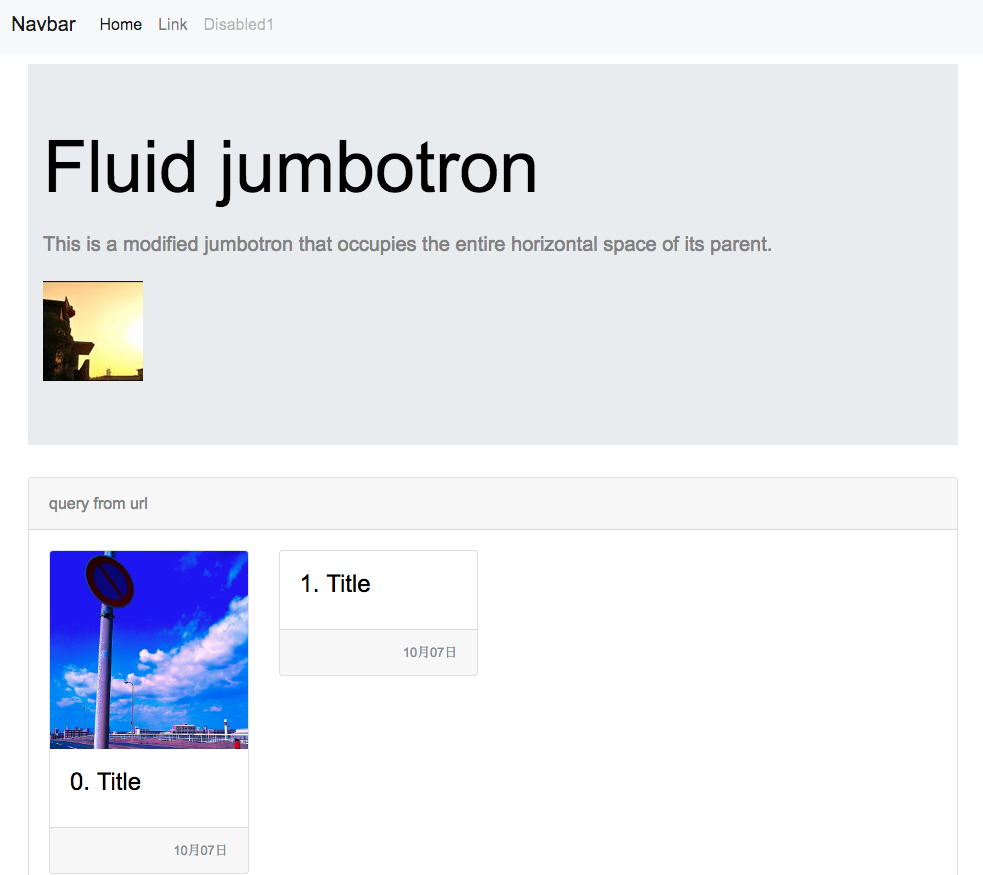 Navbar Home Link Disabled1
Fluid jumbotron
This is a modified jumbotron that occupies the entire horizontal space of its parent.
query from url
0. Title
10月07日
1. Title
10月07日